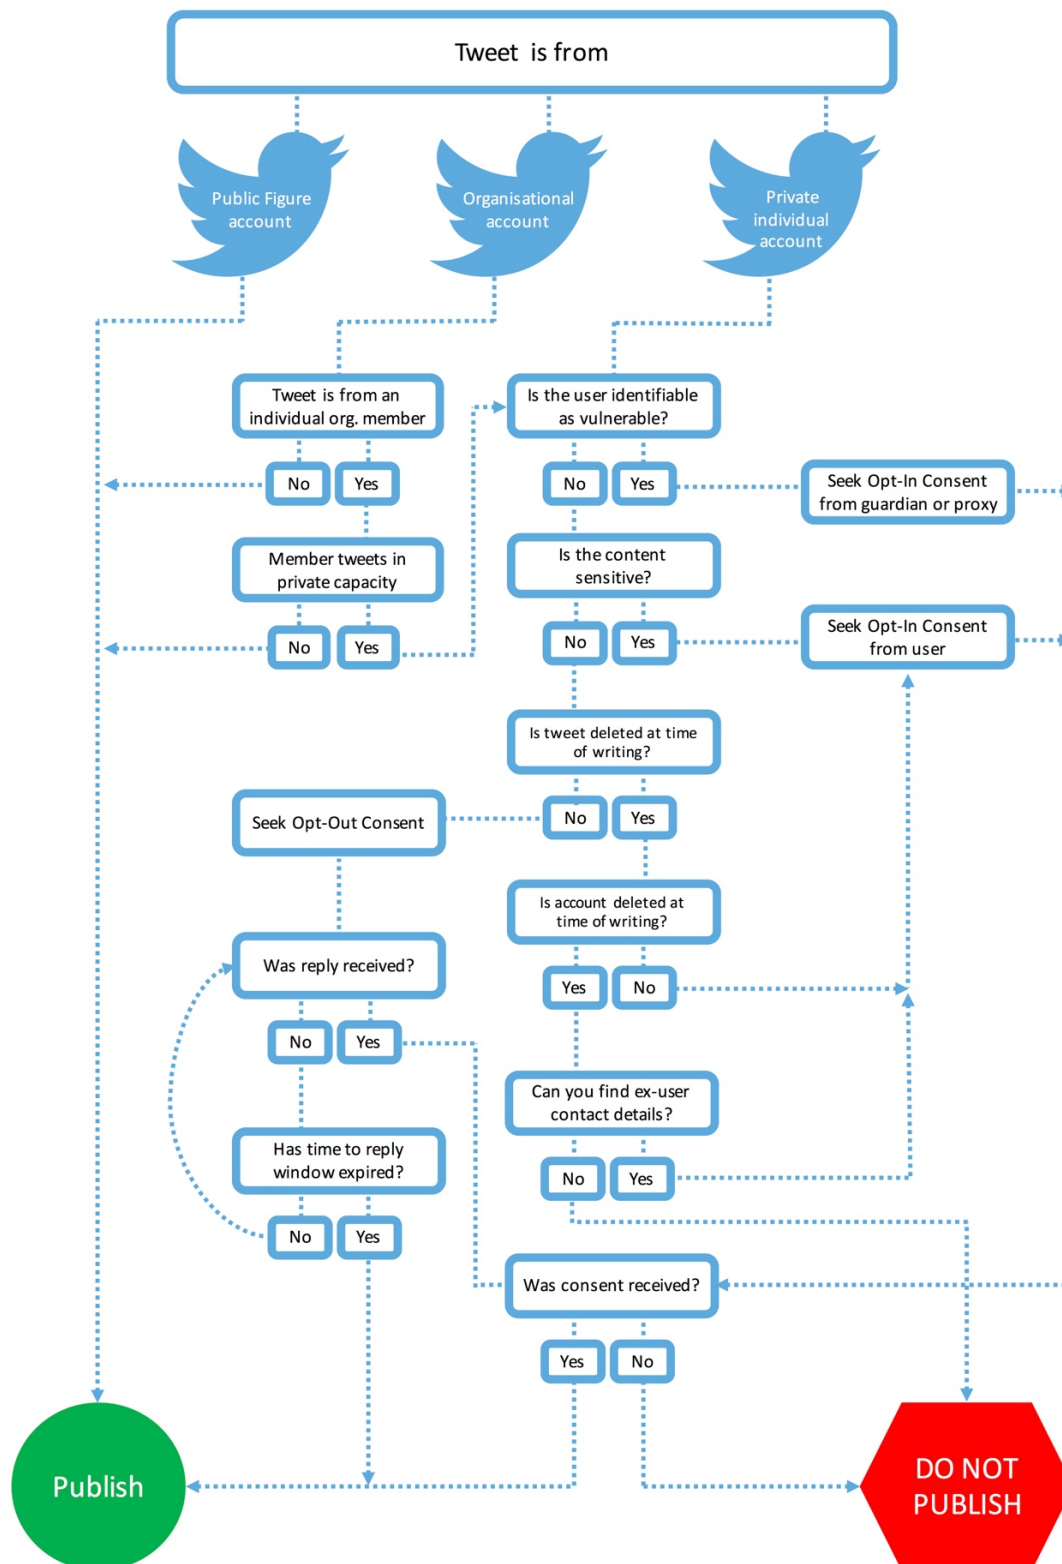 Tweet is from
Public Figure
account
Organisational
account
Private
individual
account
Tweet is from an
individual org. member
Is the user identifiable
as vulnerable?
No
Yes
No
Yes
Seek Opt-In Consent
from guardian or proxy
Member tweets in
private capacity
Is the content
sensitive?
No
Yes
No
Yes
Seek Opt-In Consent
from user
Is tweet deleted at time
of writing?
Seek Opt-Out Consent
No
Yes
Is account deleted at
time of writing?
Was reply received?
Yes
No
No
Yes
Can you find ex-user
contact details?
Has time to reply
window expired?
No
Yes
No
Yes
Was consent received?
Yes
No
Publish
DO NOT
PUBLISH